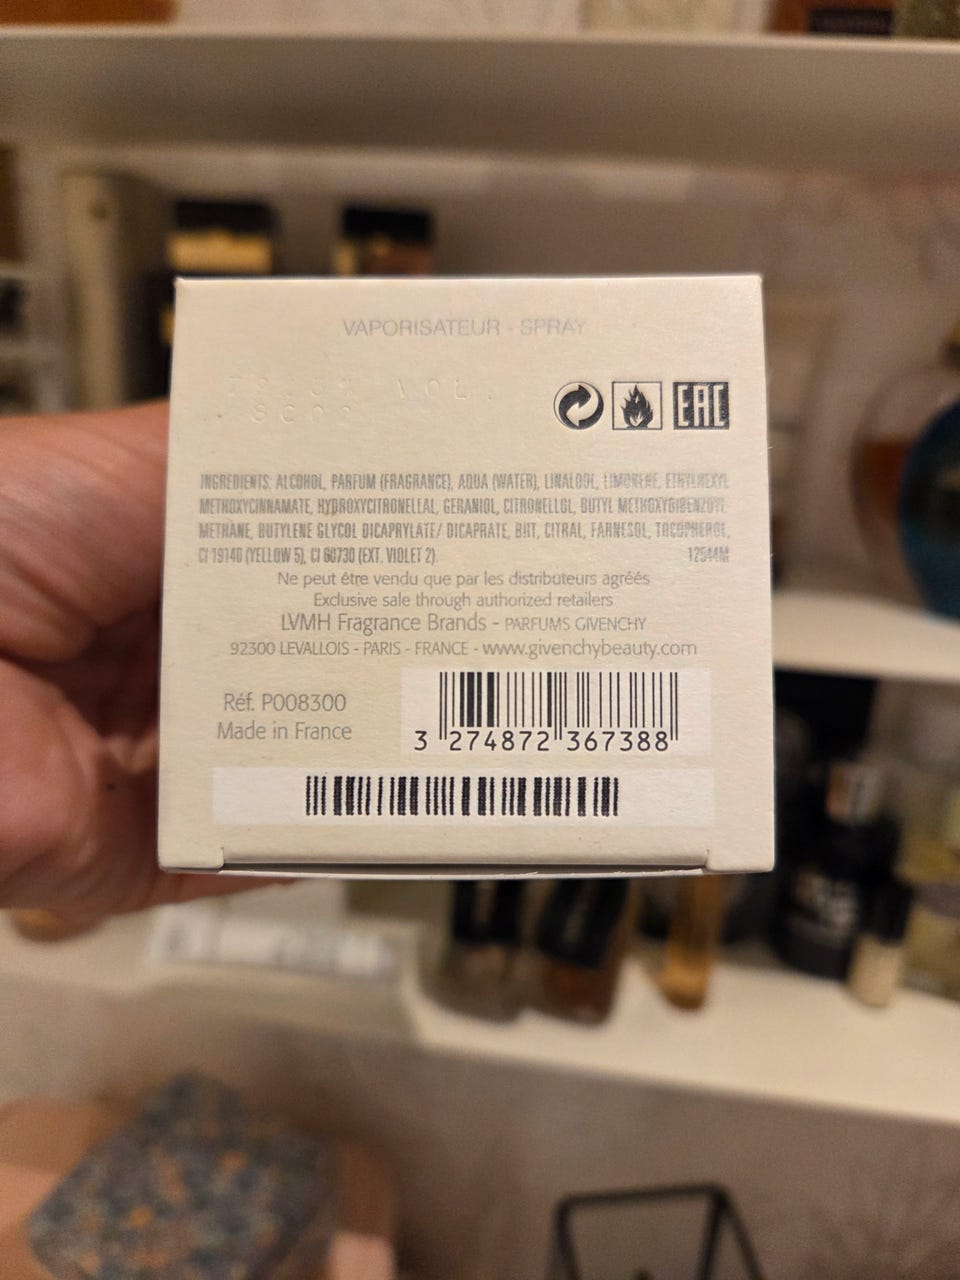 VAPORISATEUR - SPRAY
VOL.
8C02
EAC
INGREDIENTS: ALCOHOL, PARFUM (FRAGRANCE), AQUA (WATER), LINALOOL, LIMONENE, ETHYLHEXYL
METHOXYCINNAMATE, HYDROXYCITRONELLAL, GERANIOL, CITRONELLOL, BUTYL METHOXYDIBENZOYL
METHANE, BUTYLENE GLYCOL DICAPRYLATE/ DICAPRATE, BHT, CITRAL, FARNESOL, TOCOPHEROL,
CI 19140 (YELLOW 5), CI 60730 (EXT. VIOLET 2). 12544M
Ne peut être vendu que par les distributeurs agréés
Exclusive sale through authorized retailers
LVMH Fragrance Brands - PARFUMS GIVENCHY
92300 LEVALLOIS - PARIS - FRANCE - www.givenchybeauty.com
Réf. P008300
Made in France
3 274872 367388